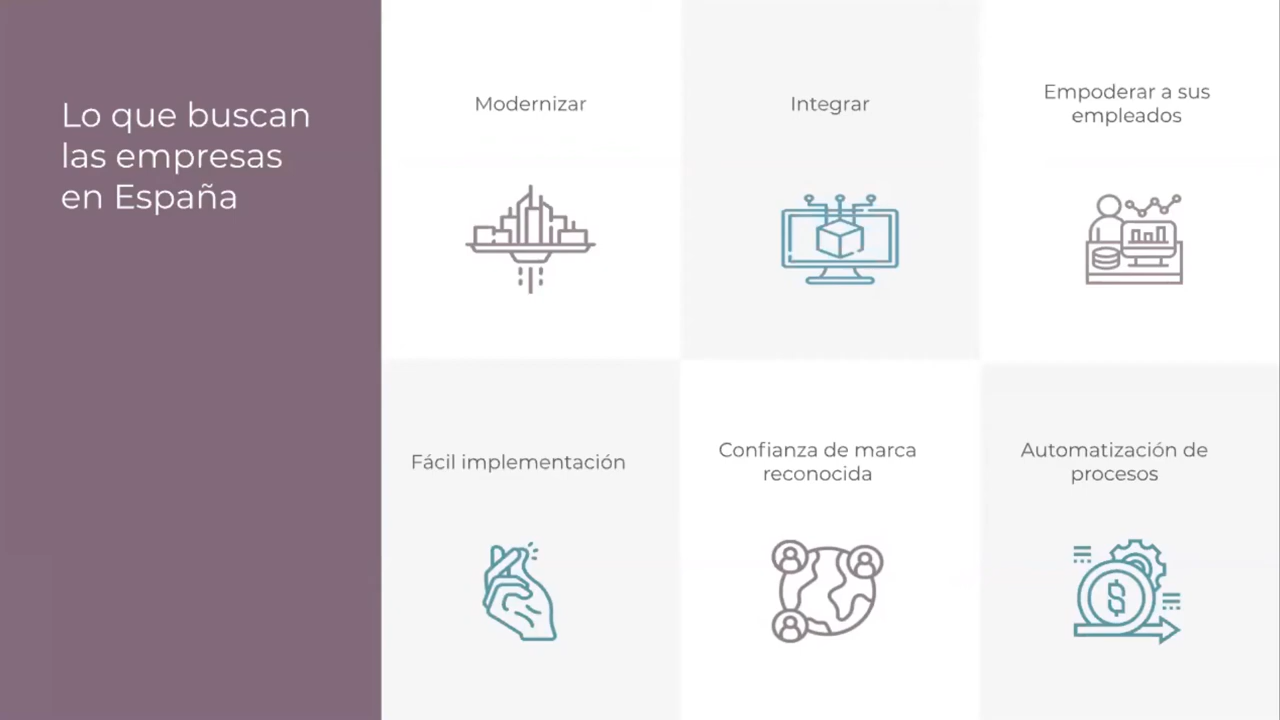 Lo que buscan
las empresas
en España
Modernizar
Integrar
Empoderar a sus
empleados
Fácil implementación
Confianza de marca
reconocida
Automatización de
procesos